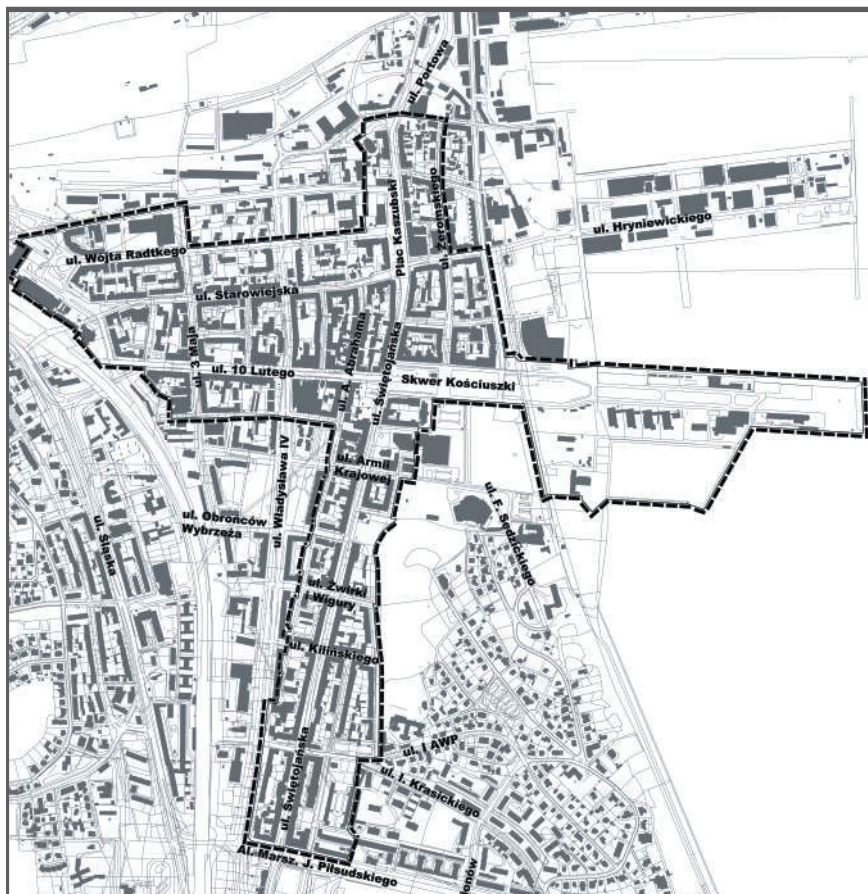 ul. Portowa
Plac Kaszubski
ul. Żeromskiego
ul. Hryniewickiego
ul. Wójta Radtkego
ul. Starowiejska
ul. 3 Maja
ul. A. Abrahama
ul. Świętojańska
ul. 10 Lutego
Skwer Kościuszki
ul. Władysława IV
ul. Armii
Krajowej
ul. Obrońców
Wybrzeża
ul. Śląska
ul. F. Sędzickiego
ul. Żwirki
i Wigury
ul. Kilińskiego
ul. Świętojańska
ul. I AWP
ul. I. Krasickiego
Al. Marsz. J. Piłsudskiego
ionów